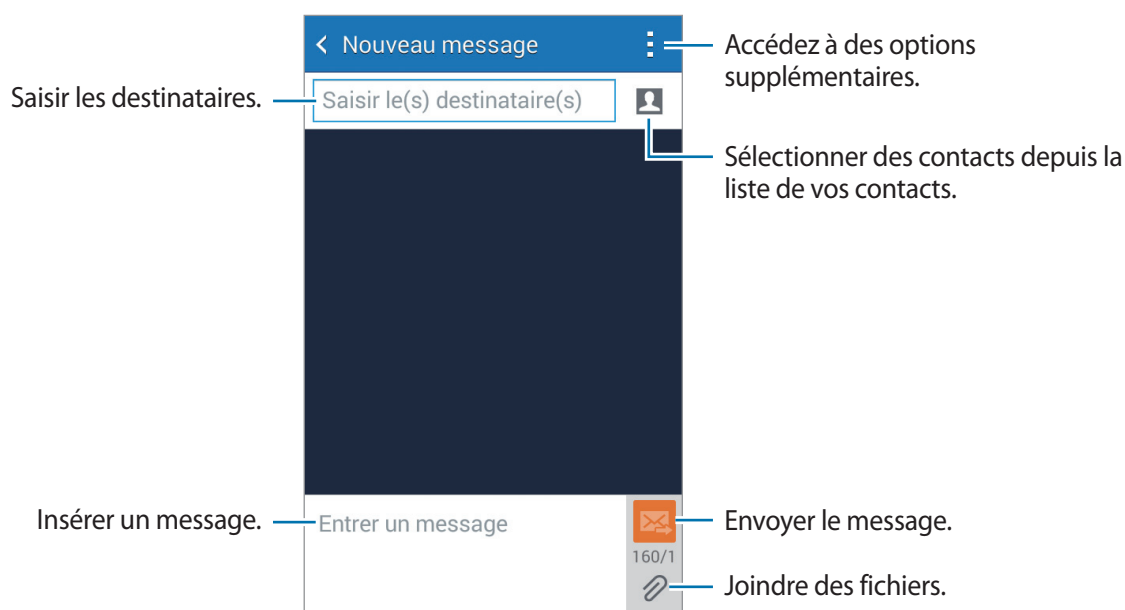 Nouveau message
Accédez à des options
supplémentaires.
Saisir les destinataires.
Saisir le(s) destinataire(s)
Sélectionner des contacts depuis la
liste de vos contacts.
Insérer un message.
Entrer un message
Envoyer le message.
160/1
Joindre des fichiers.